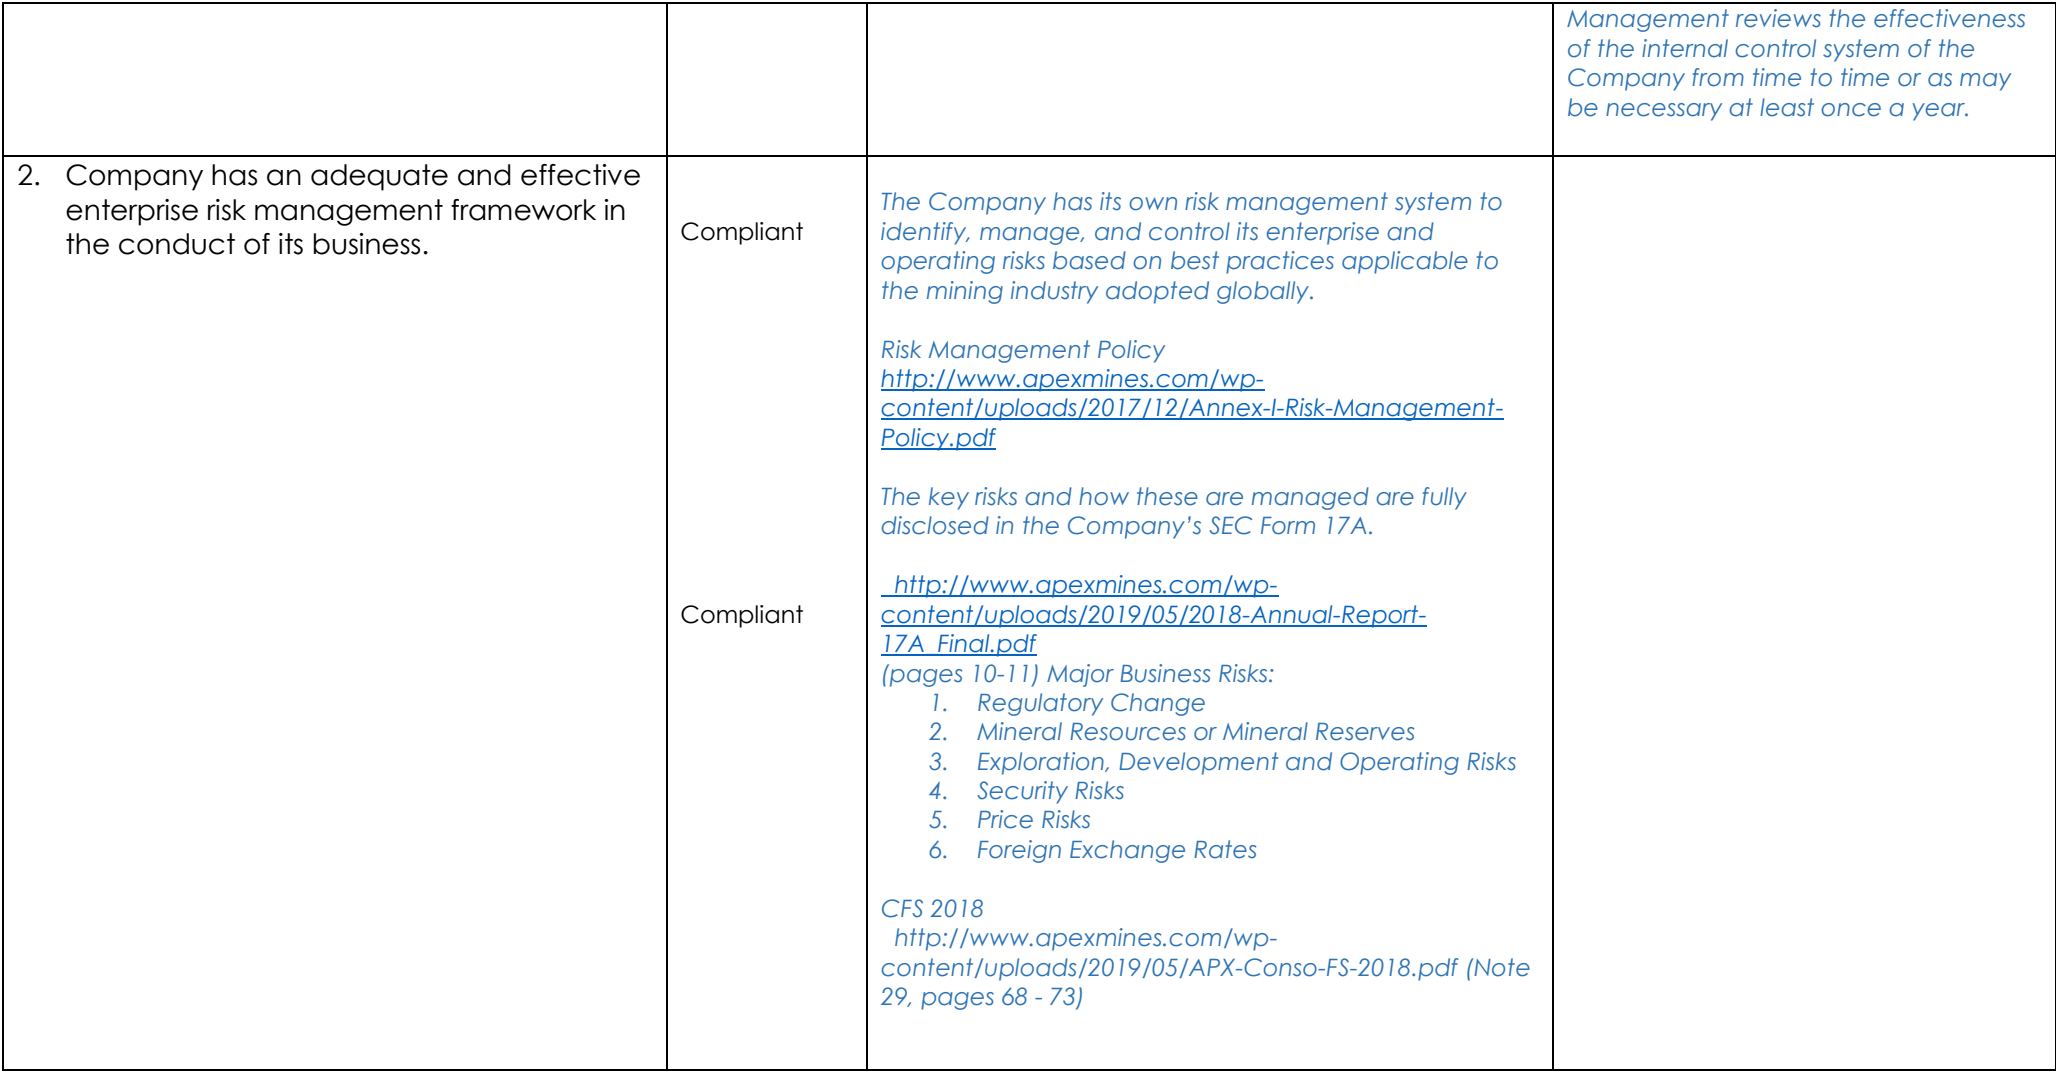 Management reviews the effectiveness
of the internal control system of the
Company from time to time or as may
be necessary at least once a year.
2. Company has an adequate and effective
enterprise risk management framework in
the conduct of its business.
Compliant
The Company has its own risk management system to
identify, manage, and control its enterprise and
operating risks based on best practices applicable to
the mining industry adopted globally.
Risk Management Policy
http://www.apexmines.com/wp-
content/uploads/2017/12/Annex-I-Risk-Management-
Policy.pdf
The key risks and how these are managed are fully
disclosed in the Company’s SEC Form 17A.
Compliant
http://www.apexmines.com/wp-
content/uploads/2019/05/2018-Annual-Report-
17A_Final.pdf
(pages 10-11) Major Business Risks:
1. Regulatory Change
2. Mineral Resources or Mineral Reserves
3. Exploration, Development and Operating Risks
4. Security Risks
5. Price Risks
6. Foreign Exchange Rates
CFS 2018
http://www.apexmines.com/wp-
content/uploads/2019/05/APX-Conso-FS-2018.pdf (Note
29, pages 68 - 73)